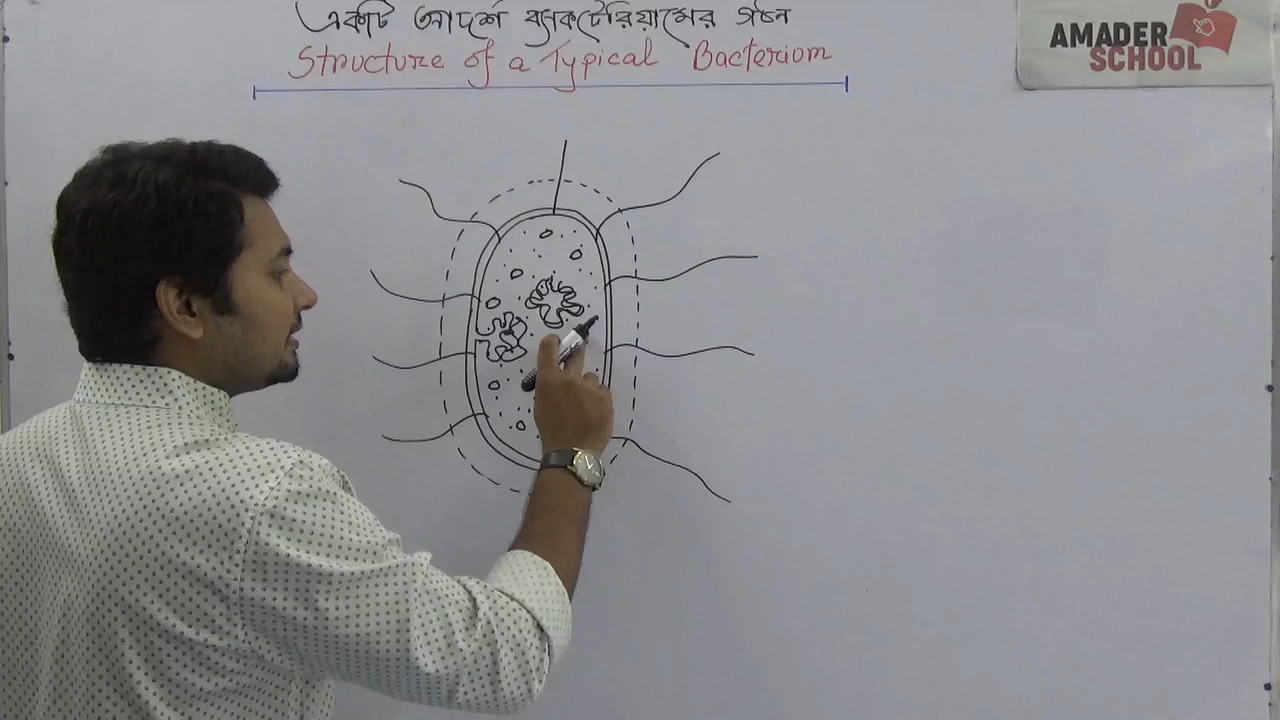 একটি আদর্শ ব্যাকটেরিয়ামের গঠন
Structure of a Typical Bacterium
AMADER
SCHOOL